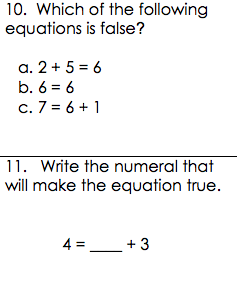 10. Which of the following
equations is false?
a. 2 + 5 = 6
b. 6 = 6
c. 7 = 6 + 1
11. Write the numeral that
will make the equation true.
4 = ___ + 3